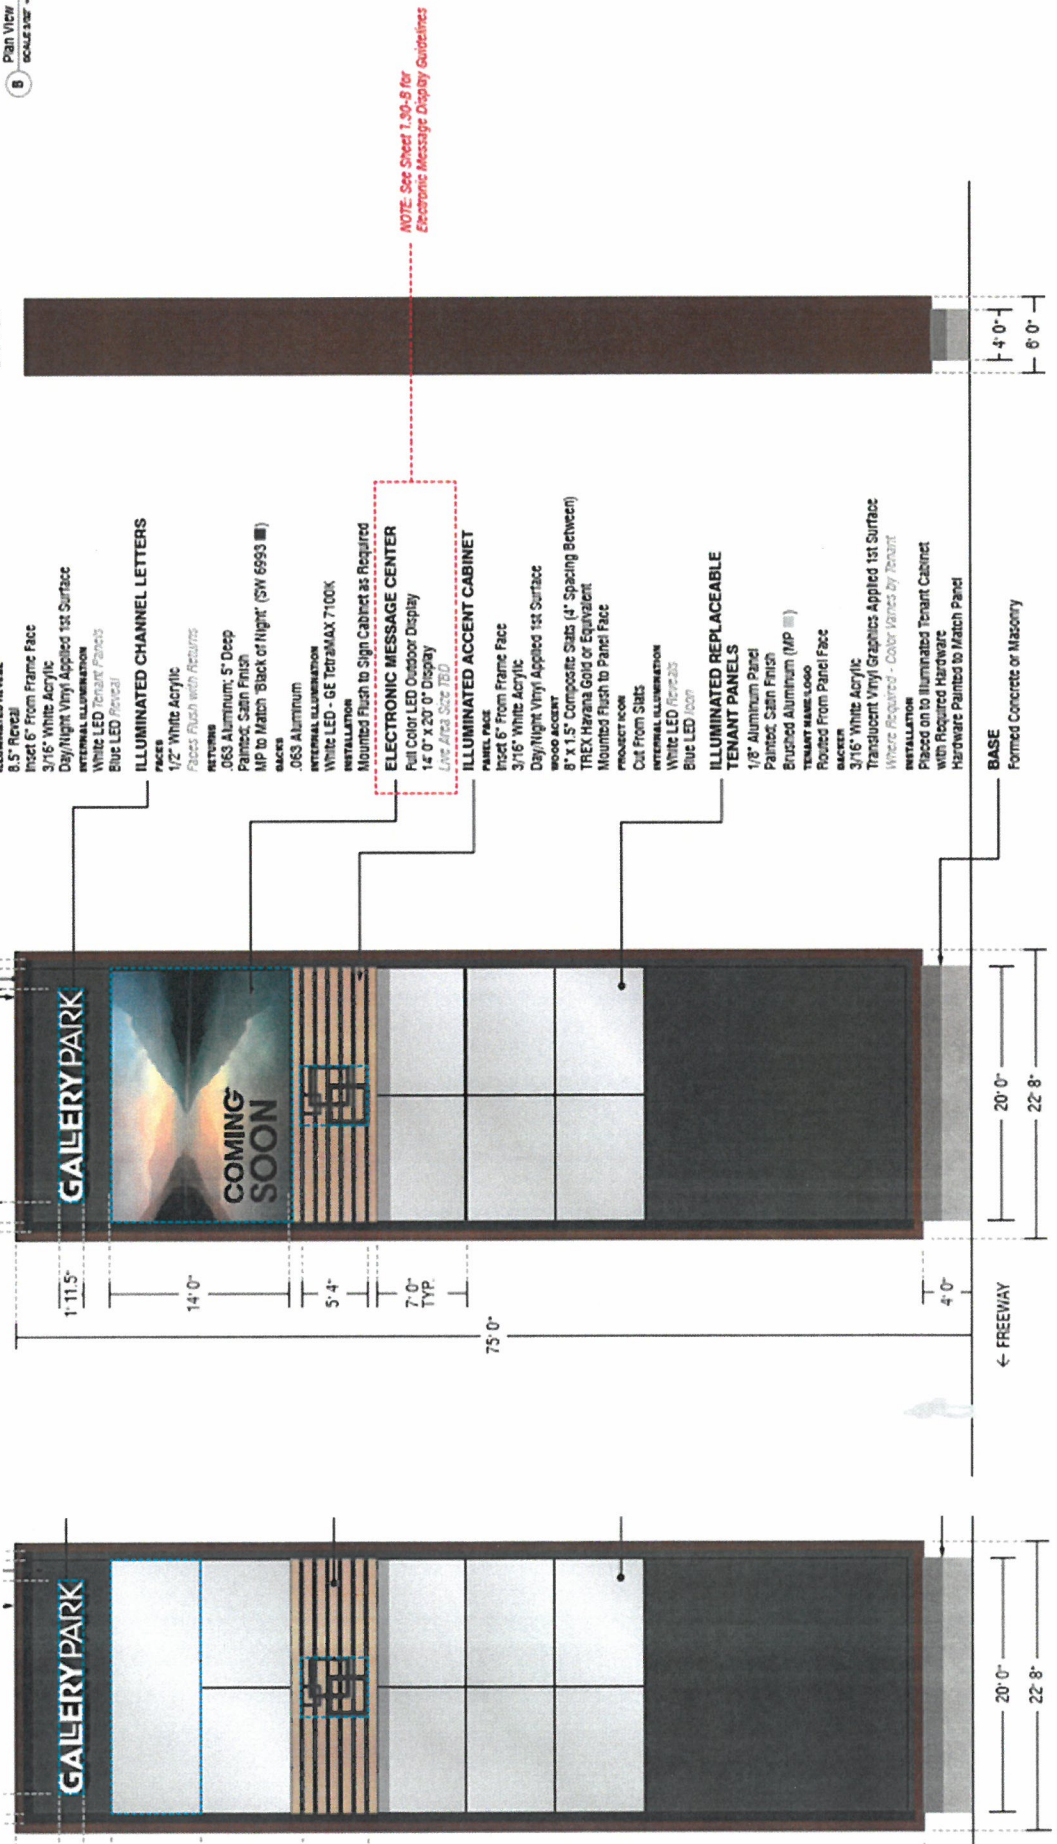 B
Plan View
8.5" Reveal
Inset 6" From Frame Face
3/16" White Acrylic
Day/Night Vinyl Applied 1st Surface
INTERNAL ILLUMINATION
White LED Tenant Panels
Blue LED Reveal
ILLUMINATED CHANNEL LETTERS
FACES
1/2" White Acrylic
Faces Flush with Returns
RETURNS
.063 Aluminum; 5" Deep
Painted; Satin Finish
MP to Match 'Black of Night' (SW 6993 )
BACKS
.063 Aluminum
INTERNAL ILLUMINATION
White LED - GE TetraMAX 7100K
INSTALLATION
Mounted Flush to Sign Cabinet as Required
ELECTRONIC MESSAGE CENTER
Full Color LED Outdoor Display
14' 0" x 20' 0" Display
Live Area Size TBD
NOTE: See Sheet 1.90-B for
Electronic Message Display Guidelines
ILLUMINATED ACCENT CABINET
PANEL FACE
Inset 6" From Frame Face
3/16" White Acrylic
Day/Night Vinyl Applied 1st Surface
WOOD ACCENT
8" x 1.5" Composite Slats (4" Spacing Between)
TREX Havana Gold or Equivalent
Mounted Flush to Panel Face
PROJECT ICON
Cut From Slats
INTERNAL ILLUMINATION
White LED Reveals
Blue LED Icon
ILLUMINATED REPLACEABLE
TENANT PANELS
1/8" Aluminum Panel
Painted; Satin Finish
Brushed Aluminum (MP )
TENANT NAME/LOGO
Routed From Panel Face
BACKER
3/16" White Acrylic
Translucent Vinyl Graphics Applied 1st Surface
Where Required - Color Varies by Tenant
INSTALLATION
Placed on to Illuminated Tenant Cabinet
with Required Hardware
Hardware Painted to Match Panel
BASE
Formed Concrete or Masonry
GALLERY PARK
COMING
SOON
1' 11.5"
14' 0"
5' 4"
7' 0"
TYP.
75' 0"
4' 0"
← FREEWAY
20' 0"
22' 8"
4' 0"
6' 0"
GALLERY PARK
20' 0"
22' 8"